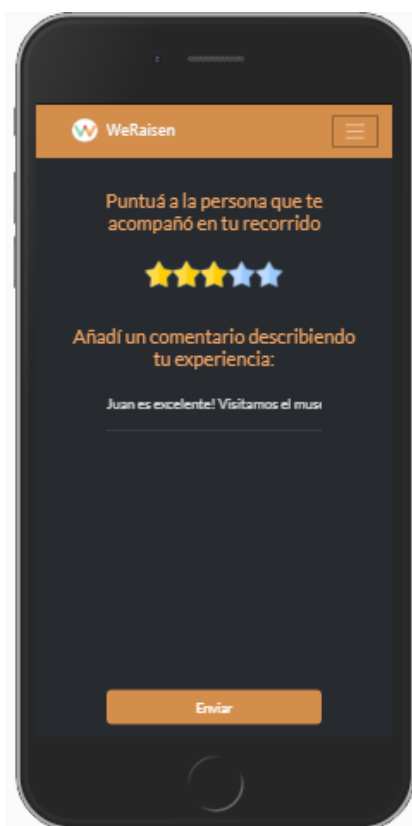 WeRaisen
Puntuá a la persona que te
acompañó en tu recorrido
Añadí un comentario describiendo
tu experiencia:
Juan es excelente! Visitamos el mus
Enviar